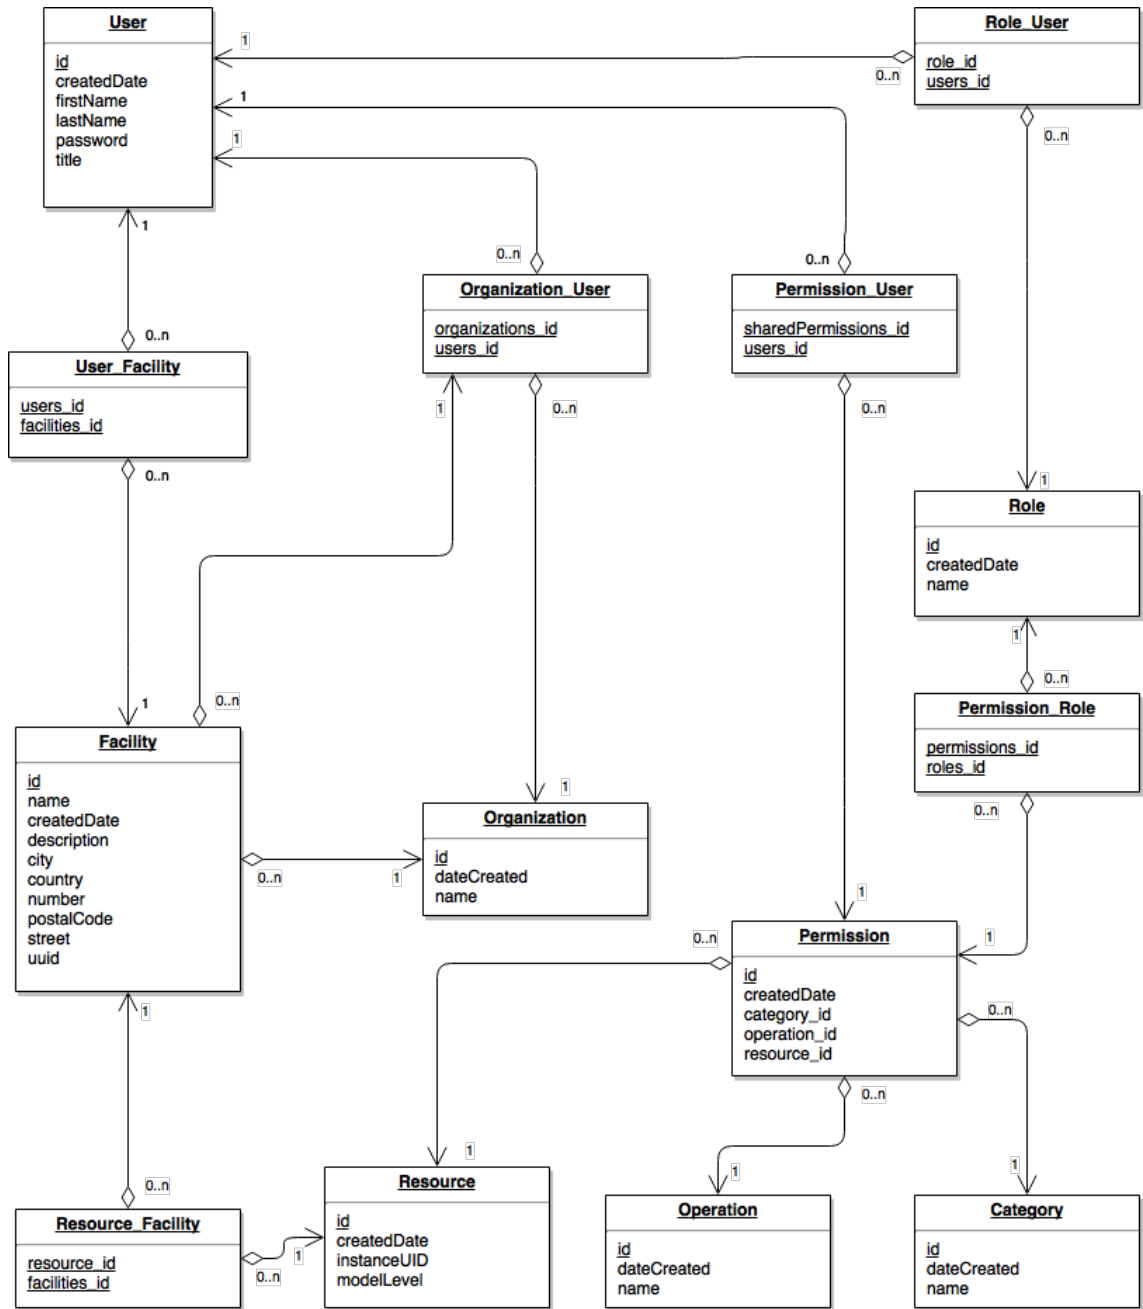 User
id
createdDate
firstName
lastName
password
title
1
1
1
1
Role_User
role_id
users_id
0..n
0..n
0..n
Organization_User
organizations_id
users_id
0..n
1
0..n
Permission_User
sharedPermissions_id
users_id
0..n
0..n
User_Facility
users_id
facilities_id
0..n
1
Role
id
createdDate
name
1
0..n
Permission_Role
permissions_id
roles_id
0..n
1
0..n
Facility
id
name
createdDate
description
city
country
number
postalCode
street
uuid
0..n
1
1
1
Organization
id
dateCreated
name
1
1
0..n
Permission
id
createdDate
category_id
operation_id
resource_id
0..n
0..n
0..n
Resource_Facility
resource_id
facilities_id
0..n
1
1
Resource
id
createdDate
instanceUID
modelLevel
1
Operation
id
dateCreated
name
1
Category
id
dateCreated
name